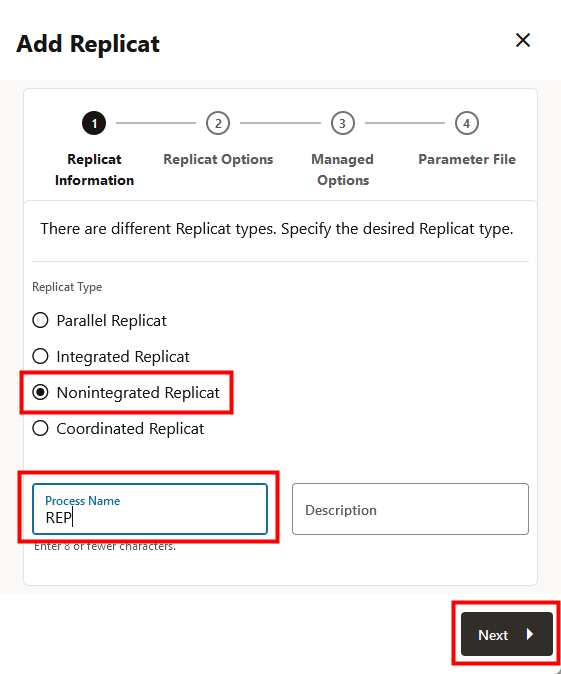 Add Replicat
1
2
3
4
Replicat Information
Replicat Options
Managed Options
Parameter File
There are different Replicat types. Specify the desired Replicat type.
Replicat Type
Parallel Replicat
Integrated Replicat
Nonintegrated Replicat
Coordinated Replicat
Process Name
REP
Description
Enter 8 or fewer characters.
Next